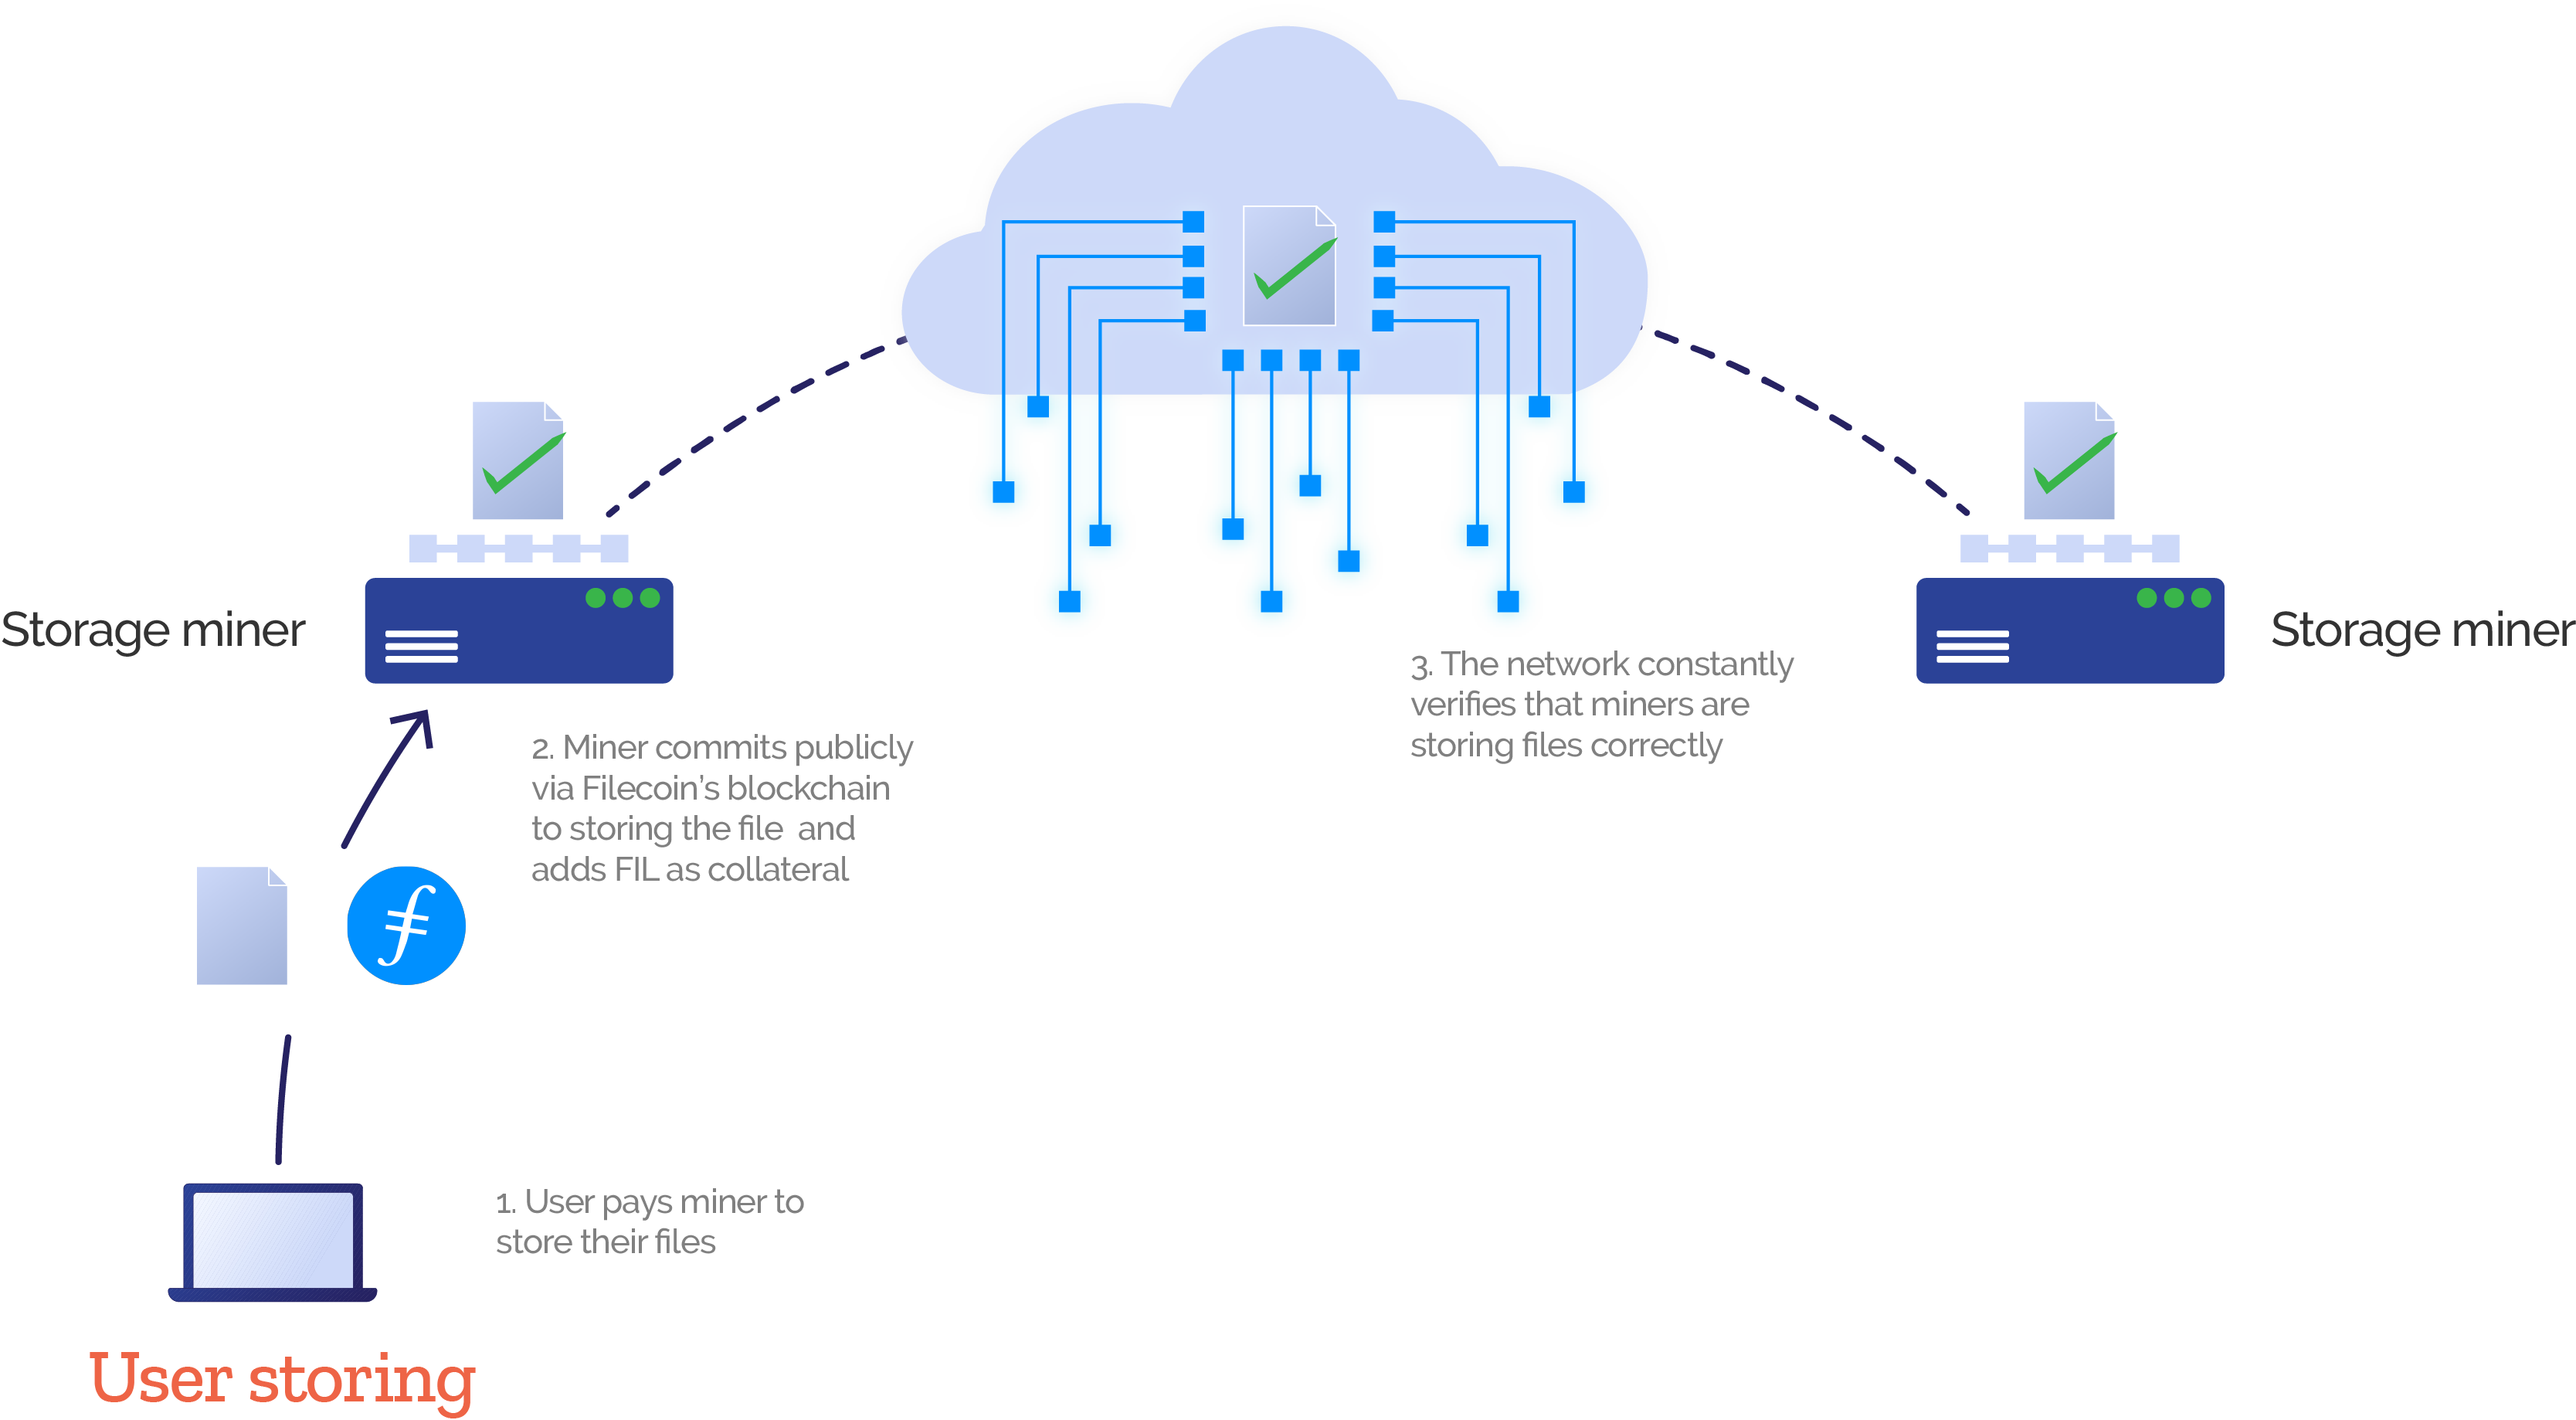 Storage miner
Storage miner
3. The network constantly
verifies that miners are
storing files correctly
2. Miner commits publicly
via Filecoin’s blockchain
to storing the file  and
adds FIL as collateral
1. User pays miner to
store their files
User storing